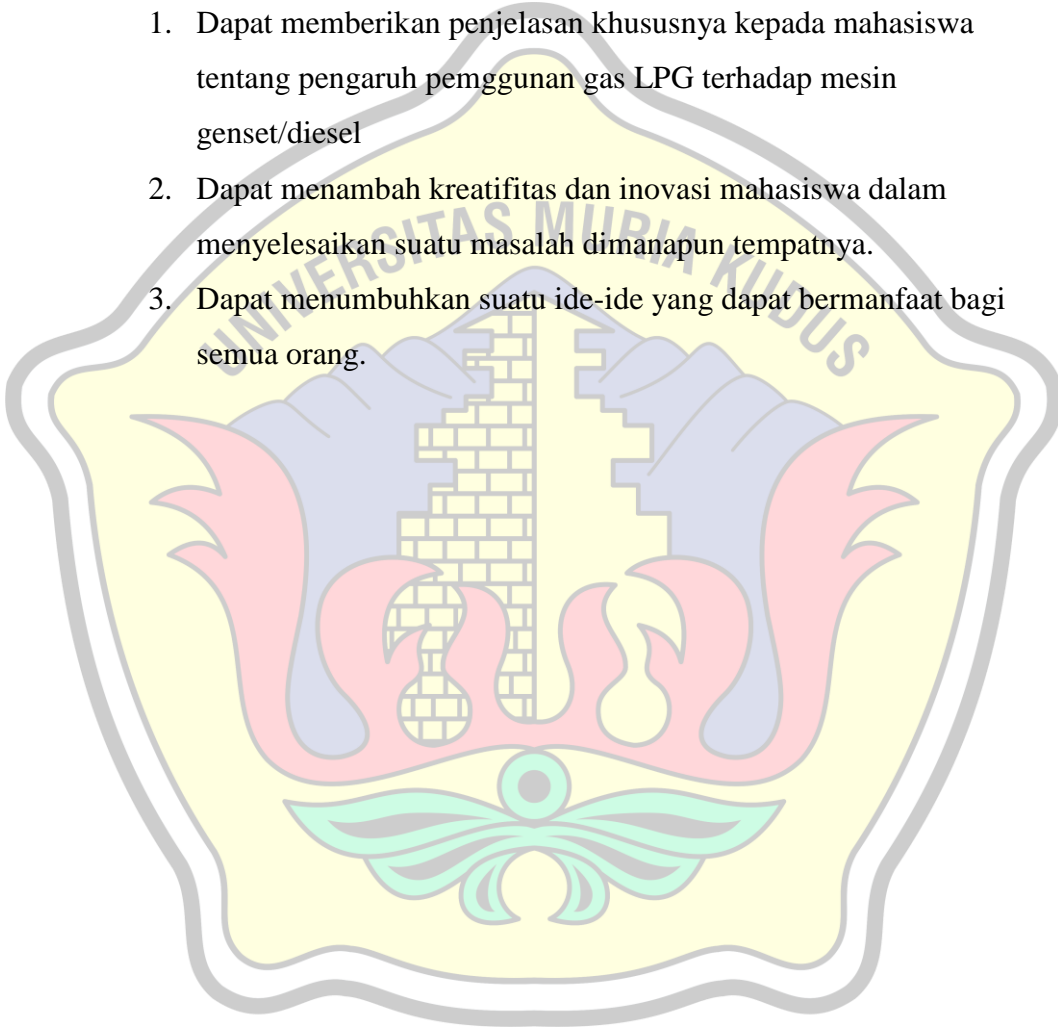 1. Dapat memberikan penjelasan khususnya kepada mahasiswa
tentang pengaruh pemggunan gas LPG terhadap mesin
genset/diesel
2. Dapat menambah kreatifitas dan inovasi mahasiswa dalam
menyelesaikan suatu masalah dimanapun tempatnya.
3. Dapat menumbuhkan suatu ide-ide yang dapat bermanfaat bagi
semua orang.
UNIVERSITAS MURIA KUDUS